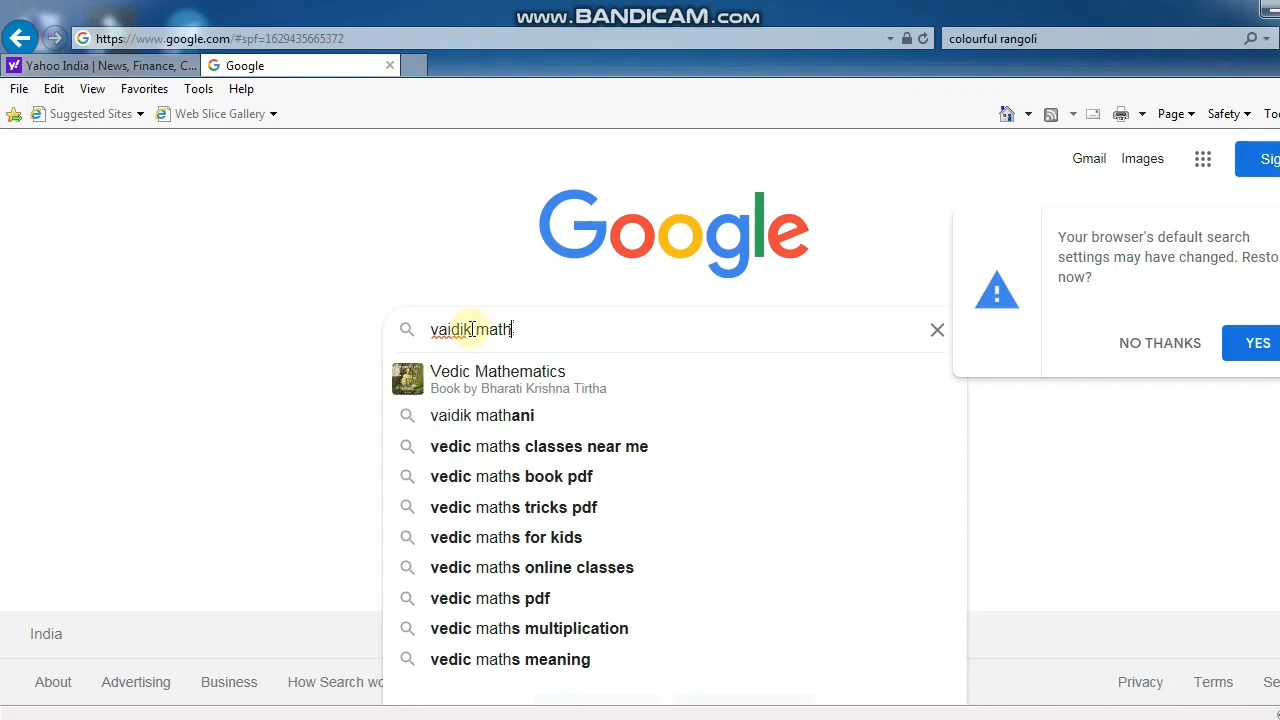 www.BANDICAM.com
https://www.google.com/#spf=1629435665372
colourful rangoli
Yahoo India | News, Finance, C...
Google
File Edit View Favorites Tools Help
Suggested Sites Web Slice Gallery
Page Safety
Gmail Images
Google
Your browser's default search
settings may have changed.
now?
NO THANKS YES
vaidik math
Vedic Mathematics
Book by Bharati Krishna Tirtha
vaidik mathani
vedic maths classes near me
vedic maths book pdf
vedic maths tricks pdf
vedic maths for kids
vedic maths online classes
vedic maths pdf
vedic maths multiplication
vedic maths meaning
India
About Advertising Business How Search
Privacy Terms